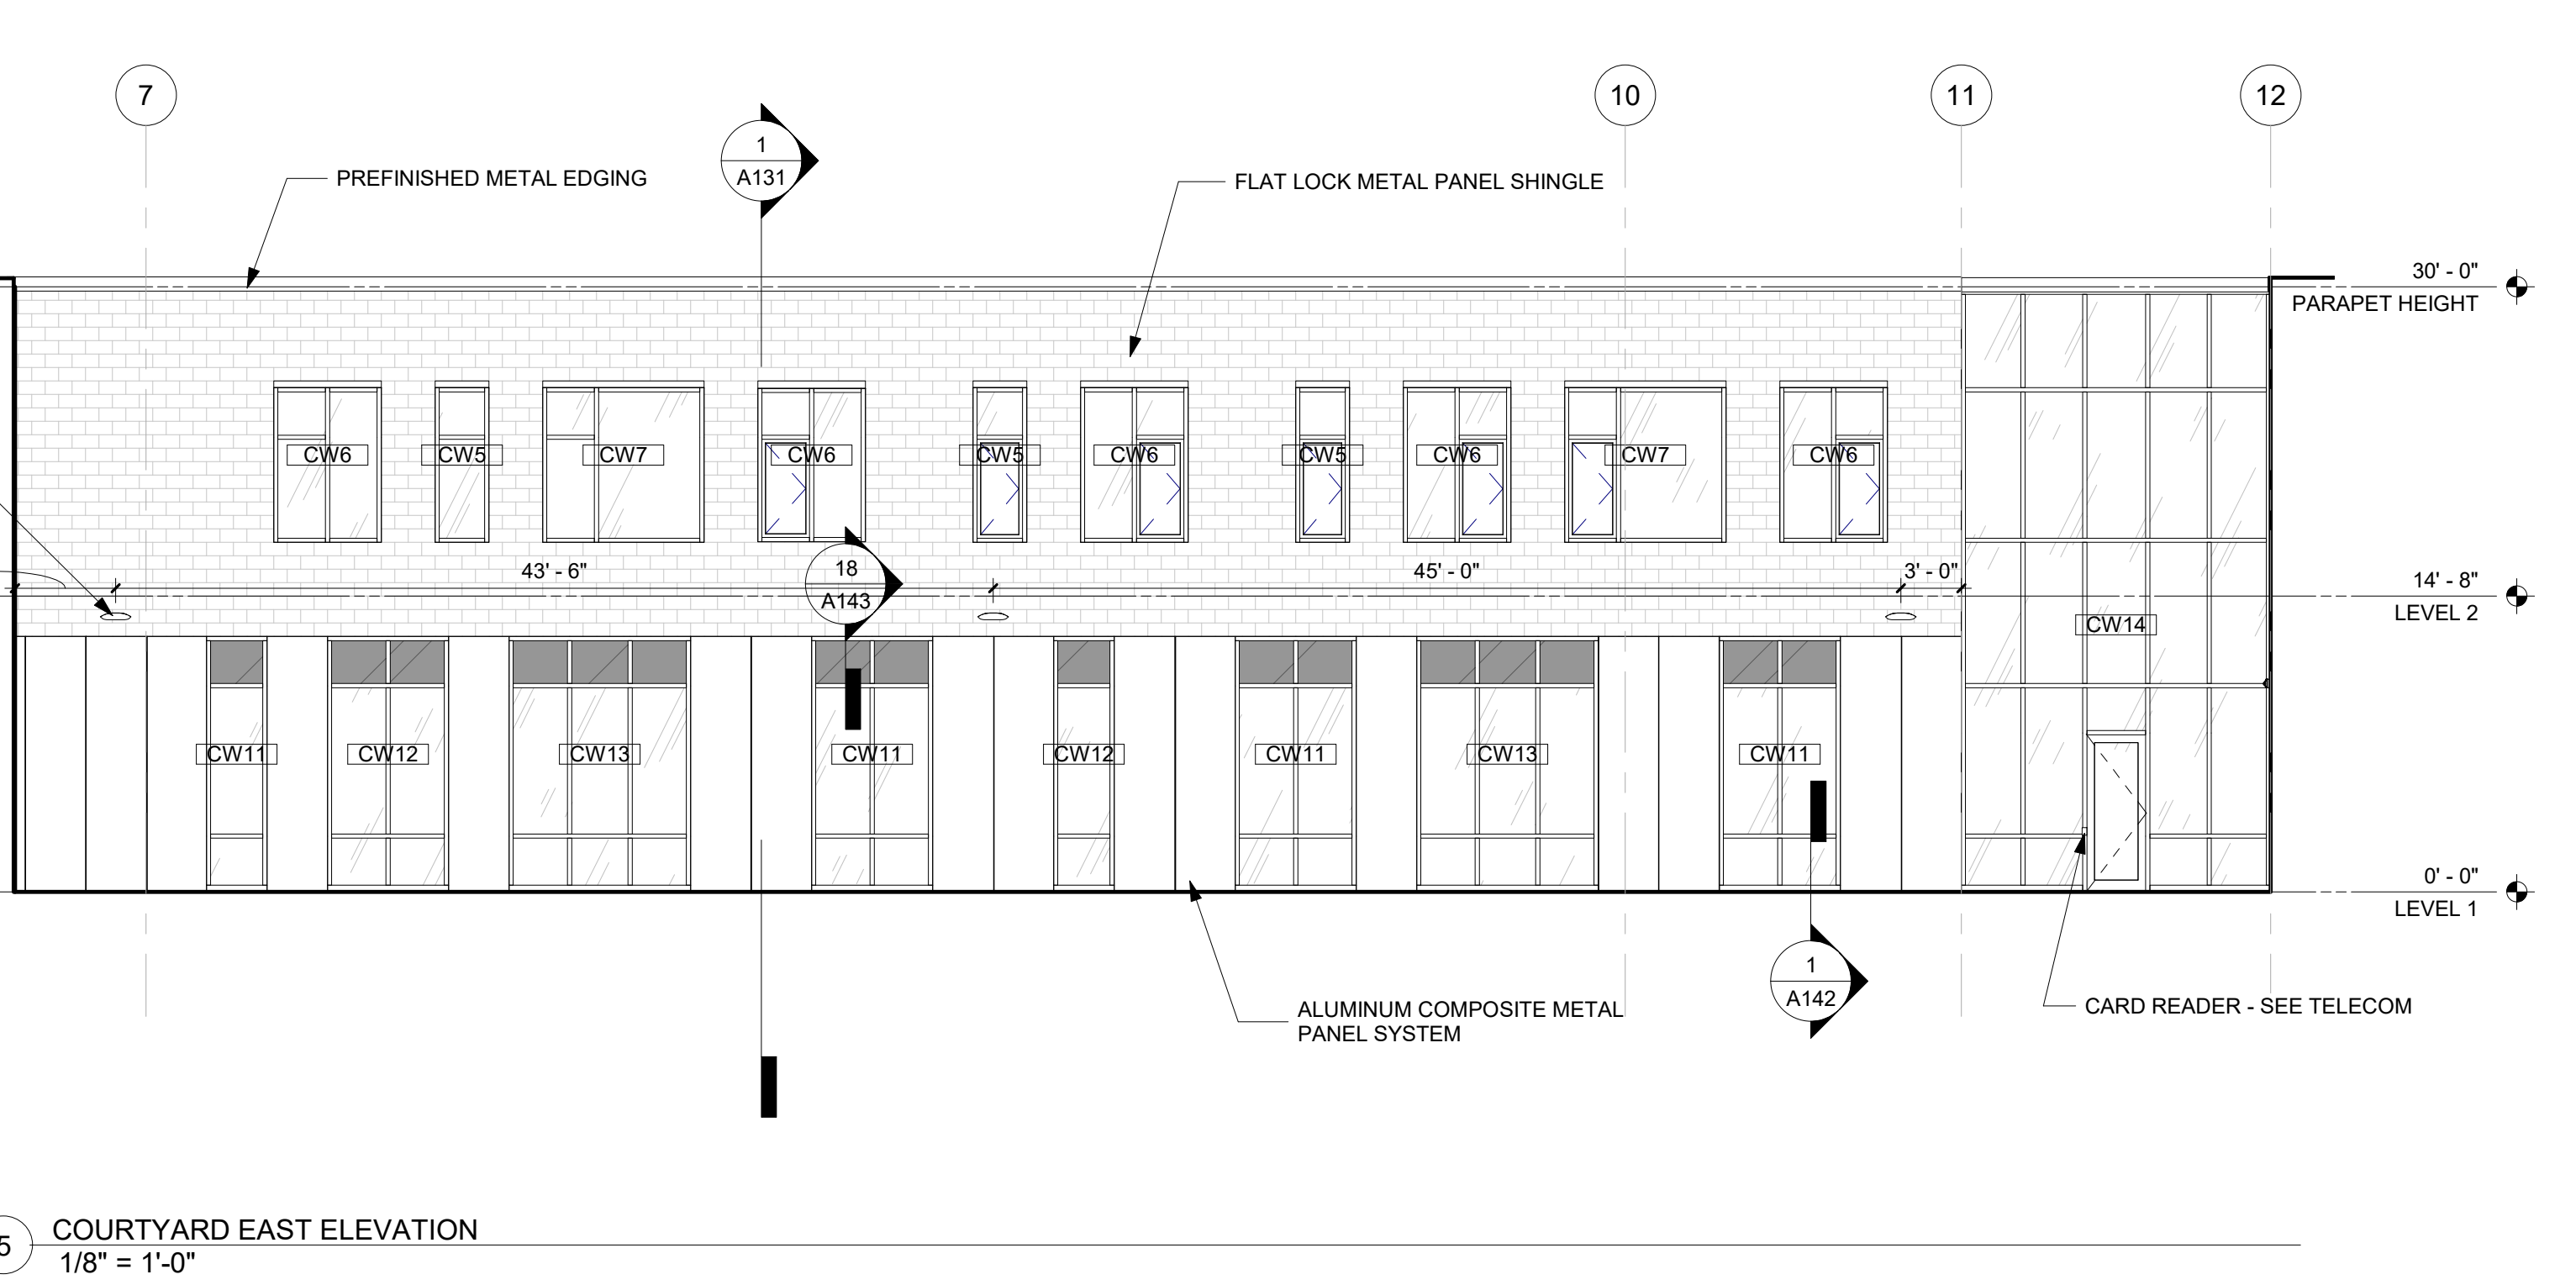 7
10
11
12
1
A131
PREFINISHED METAL EDGING
FLAT LOCK METAL PANEL SHINGLE
30' - 0"
PARAPET HEIGHT
CW6
CW5
CW7
CW6
CW5
CW6
CW5
CW6
CW7
CW6
43' - 6"
18
A143
45' - 0"
3' - 0"
14' - 8"
LEVEL 2
CW14
CW11
CW12
CW13
CW11
CW12
CW11
CW13
CW11
0' - 0"
LEVEL 1
1
A142
ALUMINUM COMPOSITE METAL
PANEL SYSTEM
CARD READER - SEE TELECOM
5
COURTYARD EAST ELEVATION
1/8" = 1'-0"